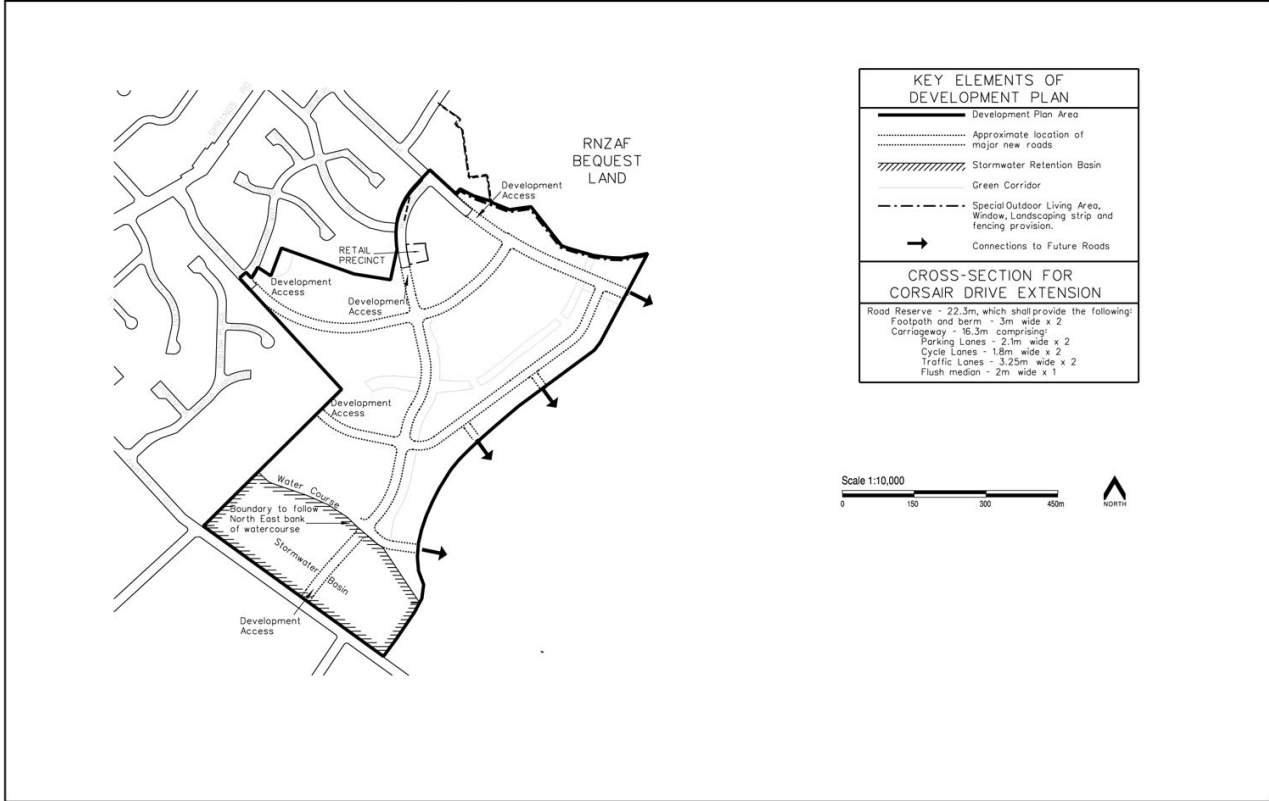 SPRINGS RD
RNZAF
BEQUEST
LAND
Development
Access
RETAIL
PRECINCT
Development
Access
Development
Access
Development
Access
Water Course
Boundary to follow
North East bank
of watercourse
Stormwater Basin
Development
Access
KEY ELEMENTS OF
DEVELOPMENT PLAN
Development Plan Area
Approximate location of
major new roads
Stormwater Retention Basin
Green Corridor
Special Outdoor Living Area,
Window, Landscaping strip and
fencing provision.
Connections to Future Roads
CROSS-SECTION FOR
CORSAIR DRIVE EXTENSION
Road Reserve - 22.3m, which shall provide the following:
Footpath and berm - 3m wide x 2
Carriageway - 16.3m comprising:
Parking Lanes - 2.1m wide x 2
Cycle Lanes - 1.8m wide x 2
Traffic Lanes - 3.25m wide x 2
Flush median - 2m wide x 1
Scale 1:10,000
0 150 300 450m
NORTH